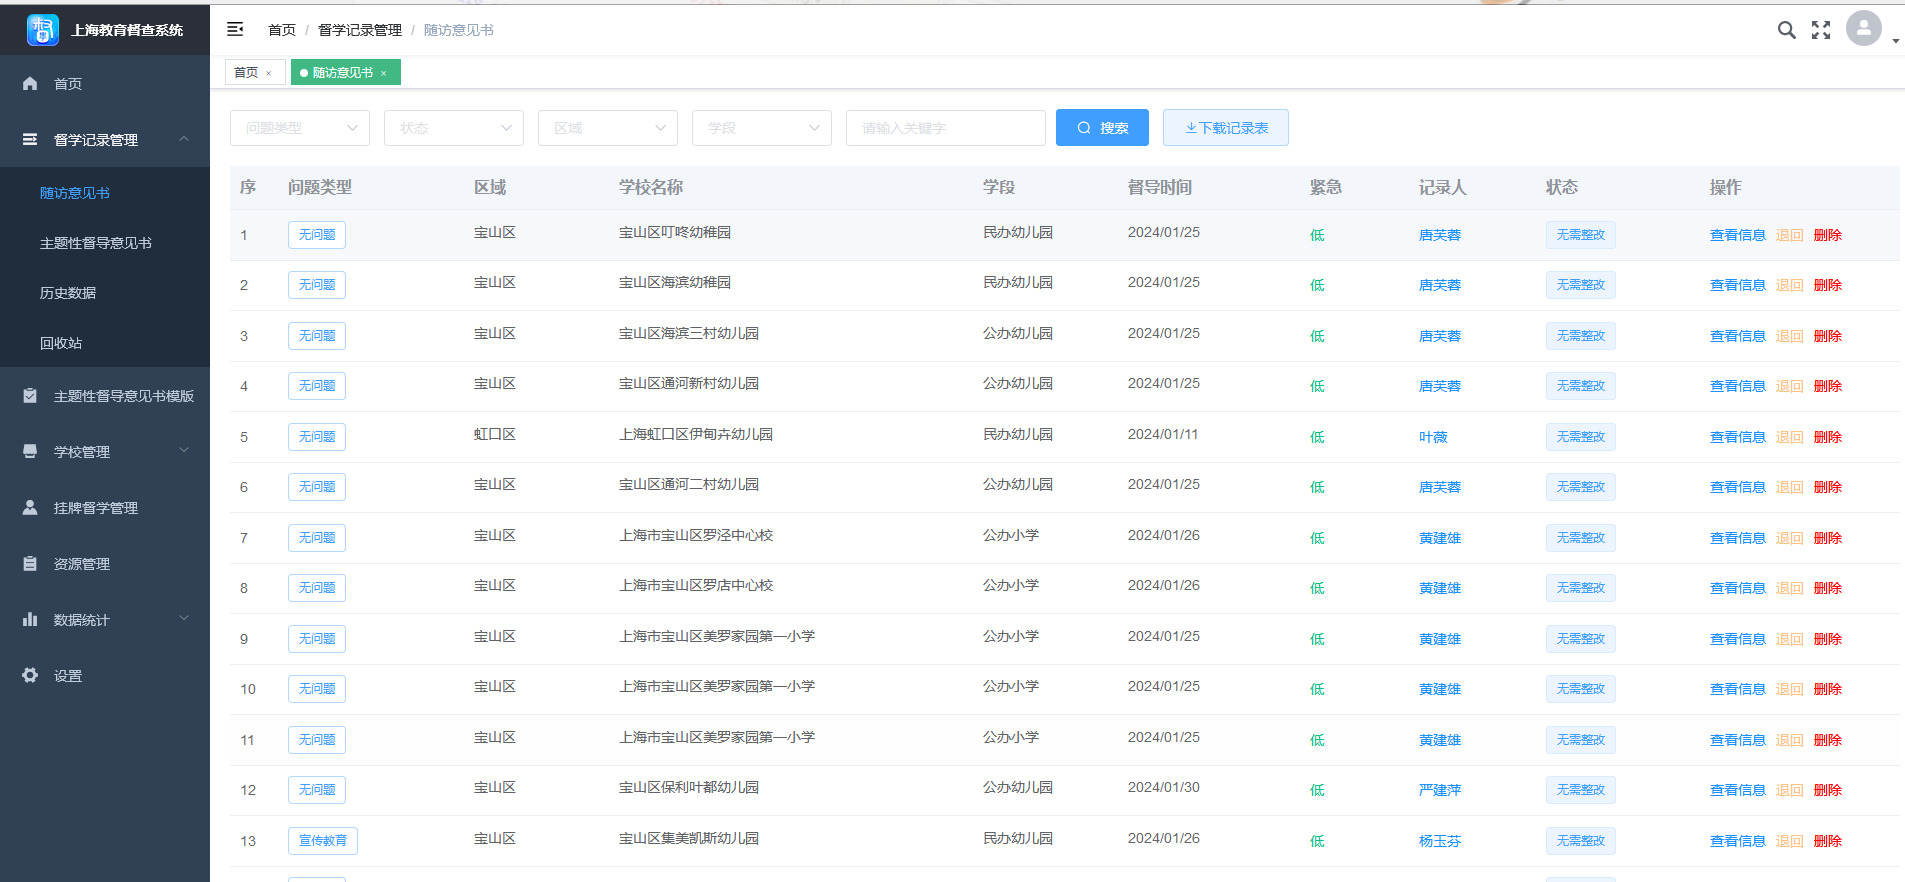 上海教育督查系统
首页 / 督学记录管理 / 随访意见书
首页 ×
随访意见书 ×
首页
督学记录管理
随访意见书
主题性督导意见书
历史数据
回收站
主题性督导意见书模版
学校管理
挂牌督学管理
资源管理
数据统计
设置
问题类型 状态 区域 学段 请输入关键字 搜索 下载记录表
序 问题类型 区域 学校名称 学段 督导时间 紧急 记录人 状态 操作
1 无问题 宝山区 宝山区叮咚幼稚园 民办幼儿园 2024/01/25 低 唐芙蓉 无需整改 查看信息 退回 删除
2 无问题 宝山区 宝山区海滨幼稚园 民办幼儿园 2024/01/25 低 唐芙蓉 无需整改 查看信息 退回 删除
3 无问题 宝山区 宝山区海滨三村幼儿园 公办幼儿园 2024/01/25 低 唐芙蓉 无需整改 查看信息 退回 删除
4 无问题 宝山区 宝山区通河新村幼儿园 公办幼儿园 2024/01/25 低 唐芙蓉 无需整改 查看信息 退回 删除
5 无问题 虹口区 上海虹口区伊甸卉幼儿园 民办幼儿园 2024/01/11 低 叶薇 无需整改 查看信息 退回 删除
6 无问题 宝山区 宝山区通河二村幼儿园 公办幼儿园 2024/01/25 低 唐芙蓉 无需整改 查看信息 退回 删除
7 无问题 宝山区 上海市宝山区罗泾中心校 公办小学 2024/01/26 低 黄建雄 无需整改 查看信息 退回 删除
8 无问题 宝山区 上海市宝山区罗店中心校 公办小学 2024/01/26 低 黄建雄 无需整改 查看信息 退回 删除
9 无问题 宝山区 上海市宝山区美罗家园第一小学 公办小学 2024/01/25 低 黄建雄 无需整改 查看信息 退回 删除
10 无问题 宝山区 上海市宝山区美罗家园第一小学 公办小学 2024/01/25 低 黄建雄 无需整改 查看信息 退回 删除
11 无问题 宝山区 上海市宝山区美罗家园第一小学 公办小学 2024/01/25 低 黄建雄 无需整改 查看信息 退回 删除
12 无问题 宝山区 宝山区保利叶都幼儿园 公办幼儿园 2024/01/30 低 严建萍 无需整改 查看信息 退回 删除
13 宣传教育 宝山区 宝山区集美凯斯幼儿园 民办幼儿园 2024/01/26 低 杨玉芬 无需整改 查看信息 退回 删除